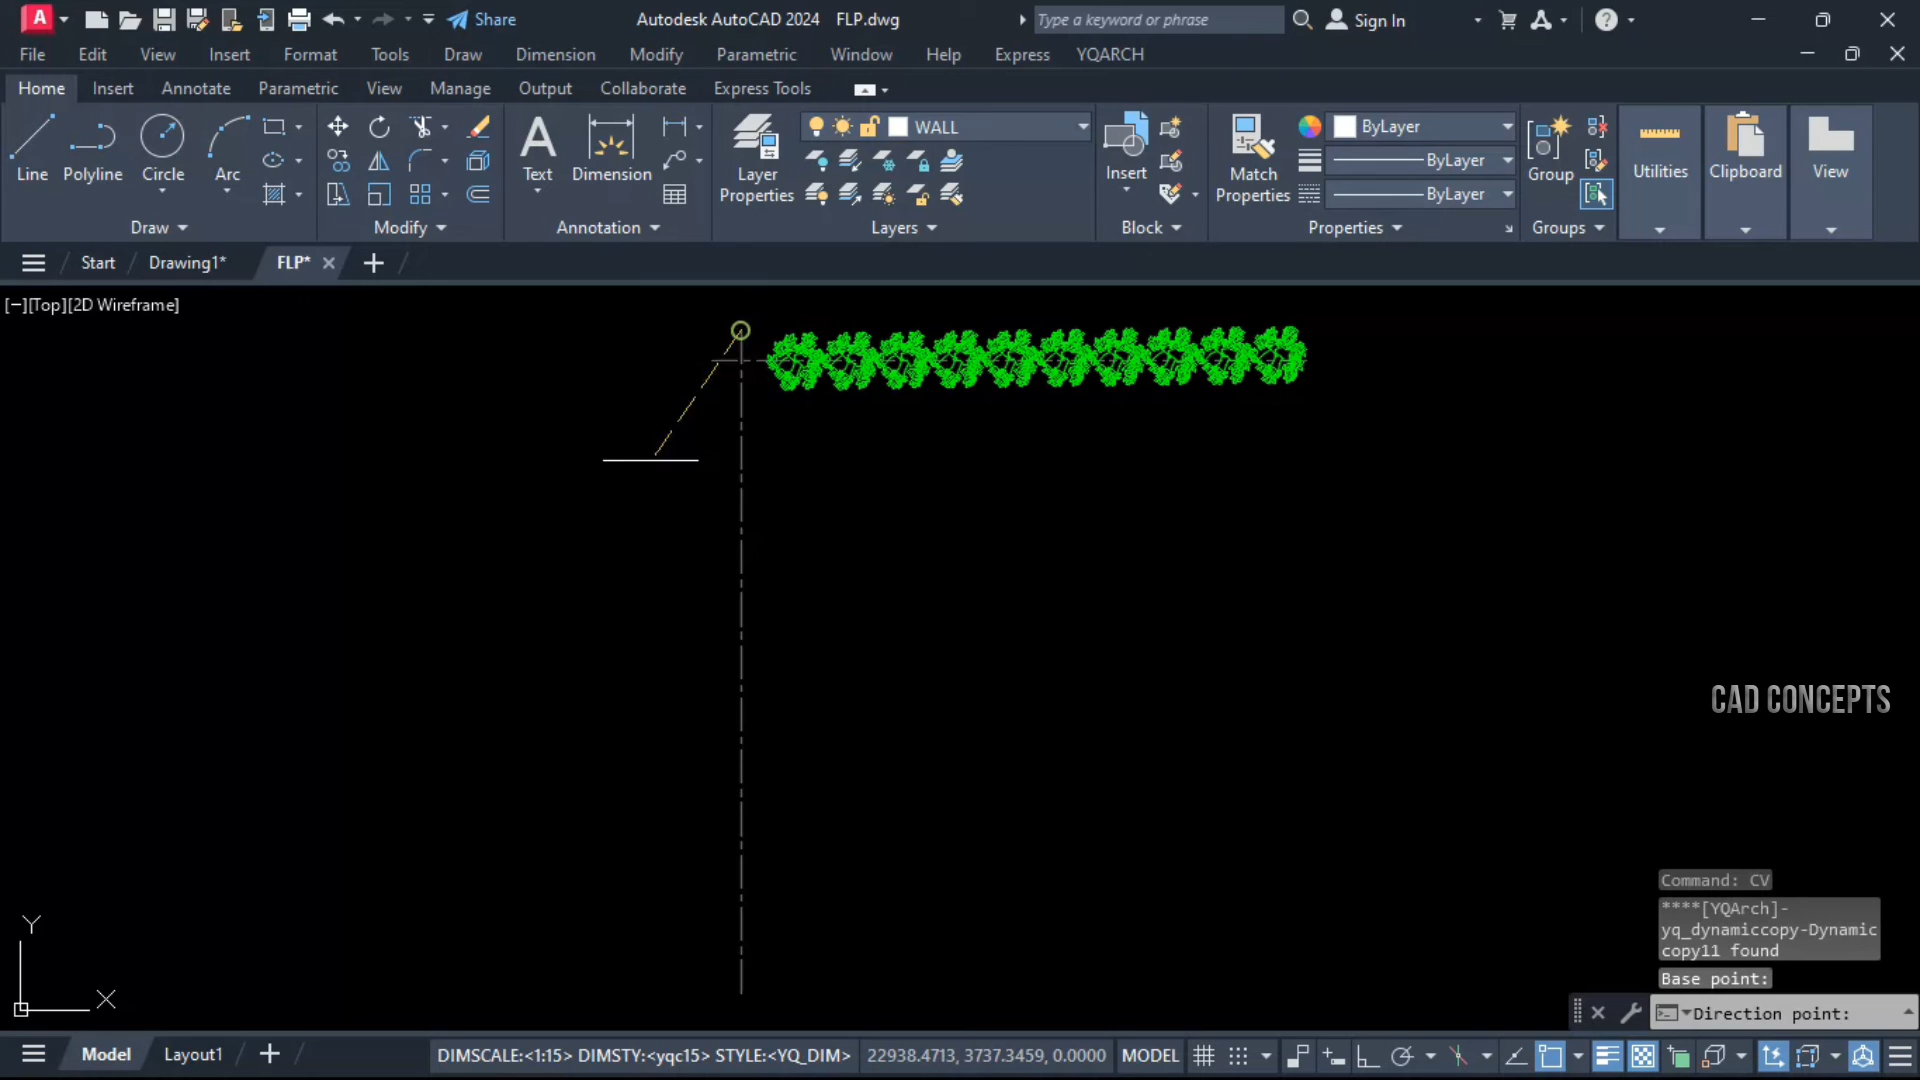 A Share Autodesk AutoCAD 2024 FLP.dwg Type a keyword or phrase Sign In
File Edit View Insert Format Tools Draw Dimension Modify Parametric Window Help Express YQARCH
Home Insert Annotate Parametric View Manage Output Collaborate Express Tools
WALL ByLayer
Line Polyline Circle Arc Text Dimension Layer Properties Insert Match Properties ByLayer Group Utilities Clipboard View
ByLayer
Draw Modify Annotation Layers Block Properties Groups
Start Drawing1* FLP*
[−][Top][2D Wireframe]
CAD CONCEPTS
Command: CV
****[YQArch]-
yq_dynamiccopy-Dynamic
copy11 found
Base point:
Direction point:
Y
X
Model Layout1 DIMSCALE:<1:15> DIMSTY:<yqc15> STYLE:<YQ_DIM> 22938.4713, 3737.3459, 0.0000 MODEL